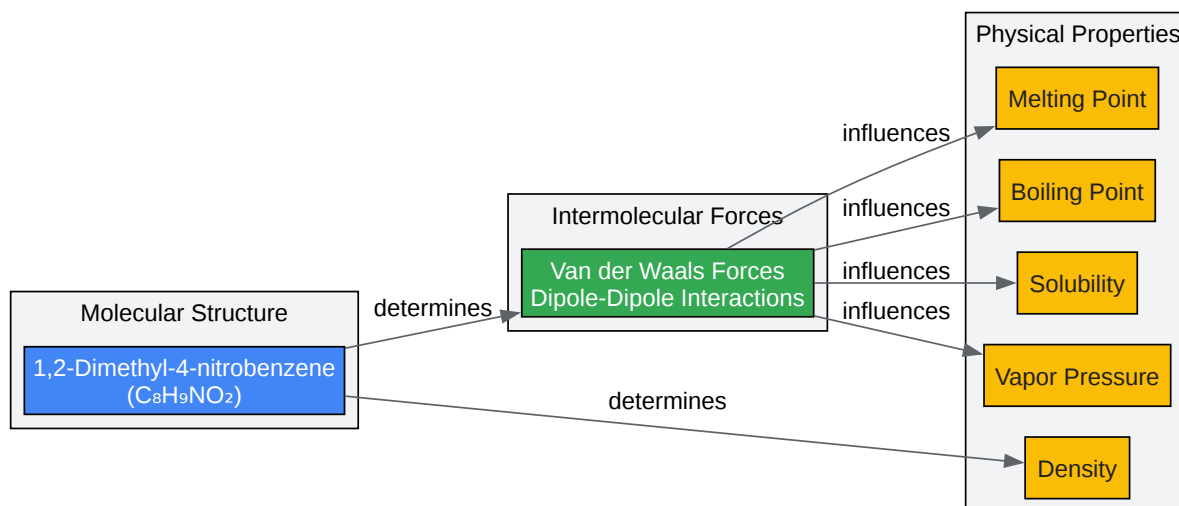 Physical Properties
Melting Point
influences
Boiling Point
influences
Intermolecular Forces
Van der Waals Forces
Dipole-Dipole Interactions
influences
Solubility
influences
Molecular Structure
determines
1,2-Dimethyl-4-nitrobenzene
(C₈H₉NO₂)
Vapor Pressure
determines
Density